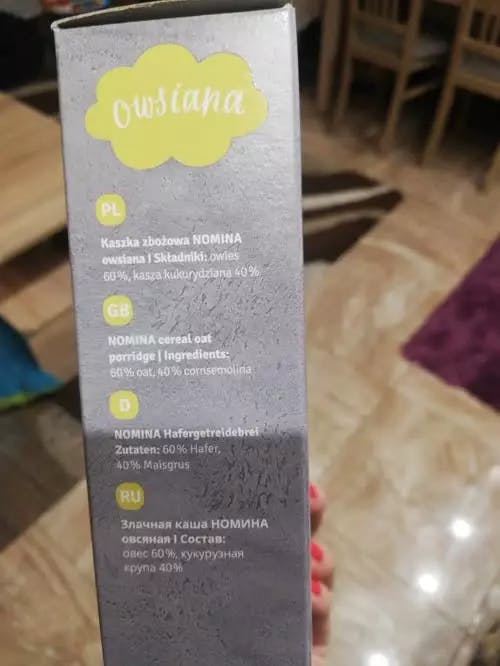 owsiana
PL
Kaszka zbożowa NOMINA
owsiana I Składniki: owies
60%, kasza kukurydziana 40%
GB
NOMINA cereal oat
porridge | Ingredients:
60% oat, 40% cornsemolina
D
NOMINA Hafergetreidebrei
Zutaten: 60% Hafer,
40% Maisgrus
RU
Злачная каша НОМИНА
овсяная I Состав:
овес 60%, кукурузная
крупа 40%